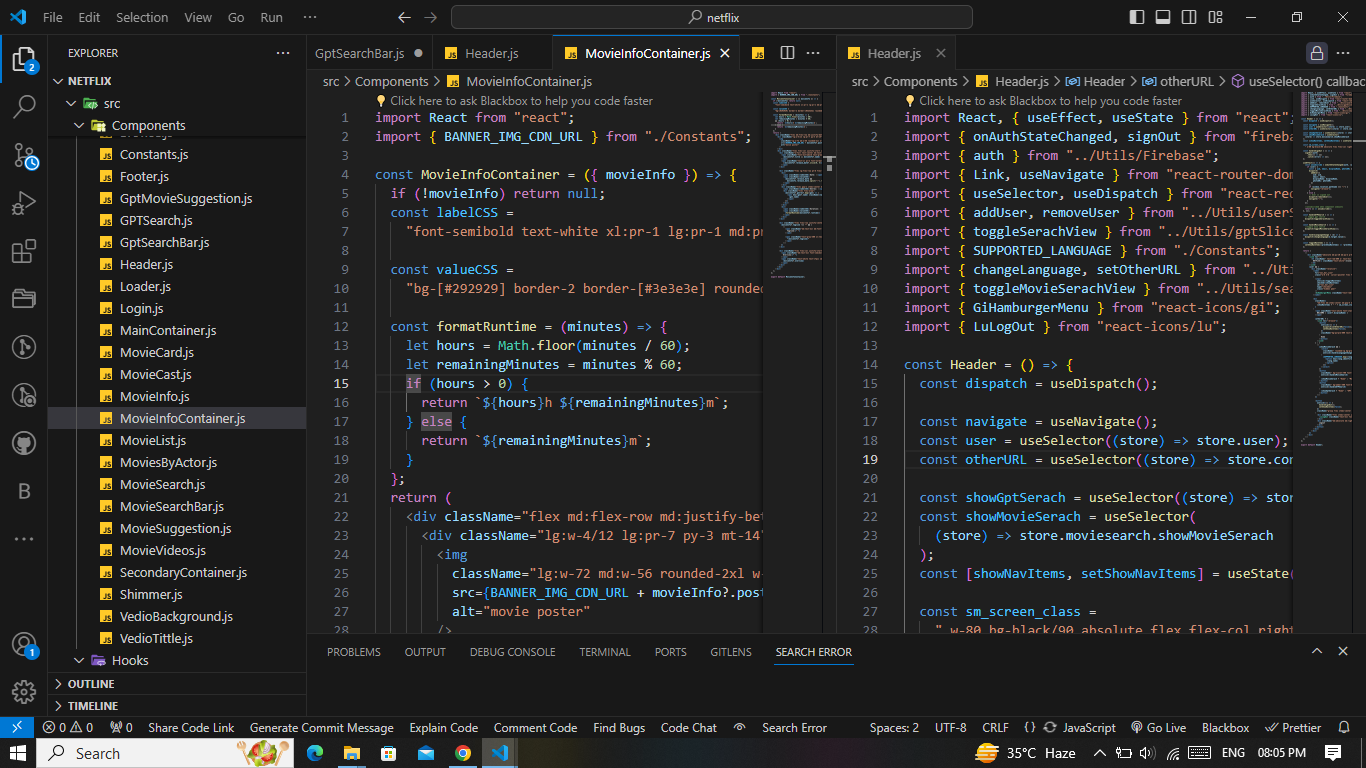 File Edit Selection View Go Run ··· netflix
EXPLORER
NETFLIX
src
Components
Constants.js
Footer.js
GptMovieSuggestion.js
GPTSearch.js
GptSearchBar.js
Header.js
Loader.js
Login.js
MainContainer.js
MovieCard.js
MovieCast.js
MovieInfo.js
MovieInfoContainer.js
MovieList.js
MoviesByActor.js
MovieSearch.js
MovieSearchBar.js
MovieSuggestion.js
MovieVideos.js
SecondaryContainer.js
Shimmer.js
VedioBackground.js
VedioTittle.js
Hooks
OUTLINE
TIMELINE
2
B
1
GptSearchBar.js Header.js MovieInfoContainer.js
src > Components > MovieInfoContainer.js
Click here to ask Blackbox to help you code faster
1 import React from "react";
2 import { BANNER_IMG_CDN_URL } from "./Constants";
3
4 const MovieInfoContainer = ({ movieInfo }) => {
5 if (!movieInfo) return null;
6 const labelCSS =
7 "font-semibold text-white xl:pr-1 lg:pr-1 md:pr
8
9 const valueCSS =
10 "bg-[#292929] border-2 border-[#3e3e3e] rounded
11
12 const formatRuntime = (minutes) => {
13 let hours = Math.floor(minutes / 60);
14 let remainingMinutes = minutes % 60;
15 if (hours > 0) {
16 return `${hours}h ${remainingMinutes}m`;
17 } else {
18 return `${remainingMinutes}m`;
19 }
20 };
21 return (
22 <div className="flex md:flex-row md:justify-bet
23 <div className="lg:w-4/12 lg:pr-7 py-3 mt-14
24 <img
25 className="lg:w-72 md:w-56 rounded-2xl w-
26 src={BANNER_IMG_CDN_URL + movieInfo?.post
27 alt="movie poster"
28 />
Header.js
src > Components > Header.js > Header > otherURL > useSelector() callbac
Click here to ask Blackbox to help you code faster
1 import React, { useEffect, useState } from "react";
2 import { onAuthStateChanged, signOut } from "fireba
3 import { auth } from "../Utils/Firebase";
4 import { Link, useNavigate } from "react-router-dom
5 import { useSelector, useDispatch } from "react-red
6 import { addUser, removeUser } from "../Utils/userS
7 import { toggleSerachView } from "../Utils/gptSlice
8 import { SUPPORTED_LANGUAGE } from "./Constants";
9 import { changeLanguage, setOtherURL } from "../Uti
10 import { toggleMovieSerachView } from "../Utils/sea
11 import { GiHamburgerMenu } from "react-icons/gi";
12 import { LuLogOut } from "react-icons/lu";
13
14 const Header = () => {
15 const dispatch = useDispatch();
16
17 const navigate = useNavigate();
18 const user = useSelector((store) => store.user);
19 const otherURL = useSelector((store) => store.con
20
21 const showGptSerach = useSelector((store) => stor
22 const showMovieSerach = useSelector(
23 (store) => store.moviesearch.showMovieSerach
24 );
25 const [showNavItems, setShowNavItems] = useState(
26
27 const sm_screen_class =
28 " w-80 bg-black/90 absolute flex flex-col right
PROBLEMS OUTPUT DEBUG CONSOLE TERMINAL PORTS GITLENS SEARCH ERROR
0 0 0 Share Code Link Generate Commit Message Explain Code Comment Code Find Bugs Code Chat Search Error Spaces: 2 UTF-8 CRLF {} JavaScript Go Live Blackbox Prettier
Search 35°C Haze ENG 08:05 PM